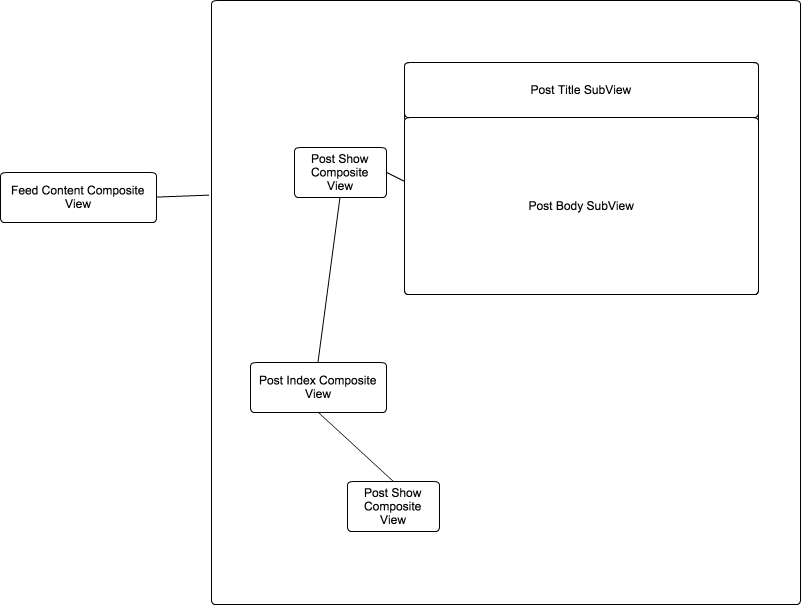 Post Title SubView
Post Show
Composite
View
Feed Content Composite
View
Post Body SubView
Post Index Composite
View
Post Show
Composite
View